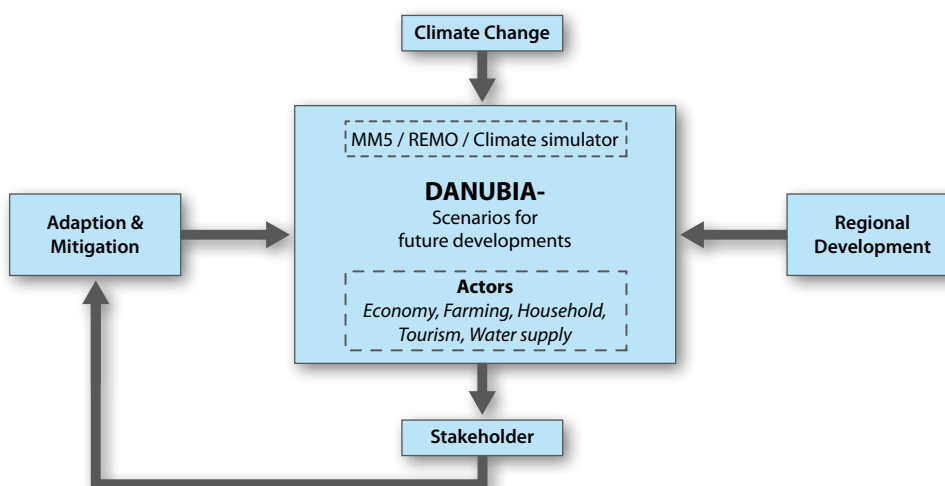 Climate Change
MM5 / REMO / Climate simulator
DANUBIA-
Scenarios for
future developments
Adaption &
Mitigation
Regional
Development
Actors
Economy, Farming, Household,
Tourism, Water supply
Stakeholder